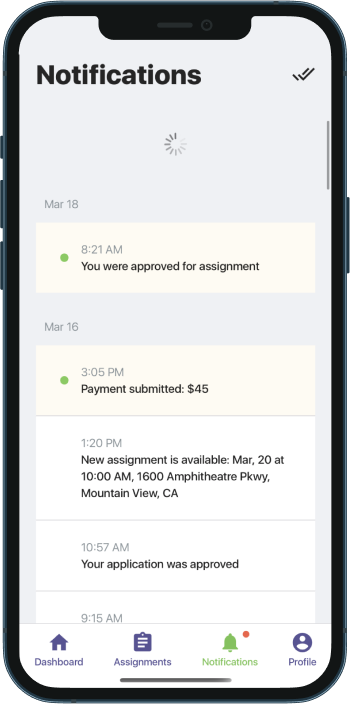 Notifications
Mar 18
8:21 AM
You were approved for assignment
Mar 16
3:05 PM
Payment submitted: $45
1:20 PM
New assignment is available: Mar, 20 at
10:00 AM, 1600 Amphitheatre Pkwy,
Mountain View, CA
10:57 AM
Your application was approved
9:15 AM
Dashboard Assignments Notifications Profile